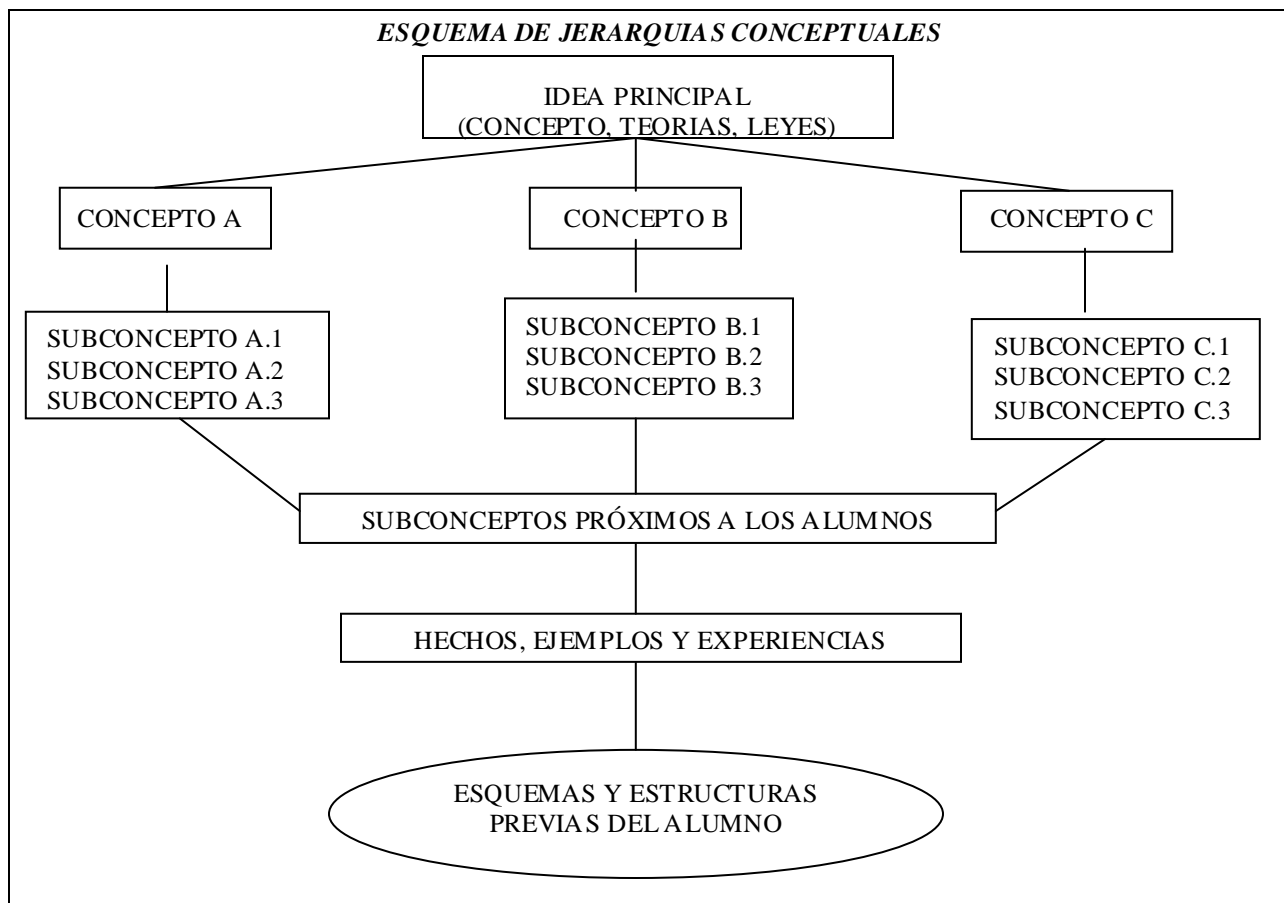 ESQUEMA DE JERARQUIAS CONCEPTUALES
IDEA PRINCIPAL
(CONCEPTO, TEORIAS, LEYES)
CONCEPTO A
CONCEPTO B
CONCEPTO C
SUBCONCEPTO A.1
SUBCONCEPTO A.2
SUBCONCEPTO A.3
SUBCONCEPTO B.1
SUBCONCEPTO B.2
SUBCONCEPTO B.3
SUBCONCEPTO C.1
SUBCONCEPTO C.2
SUBCONCEPTO C.3
SUBCONCEPTOS PRÓXIMOS A LOS ALUMNOS
HECHOS, EJEMPLOS Y EXPERIENCIAS
ESQUEMAS Y ESTRUCTURAS
PREVIAS DEL ALUMNO